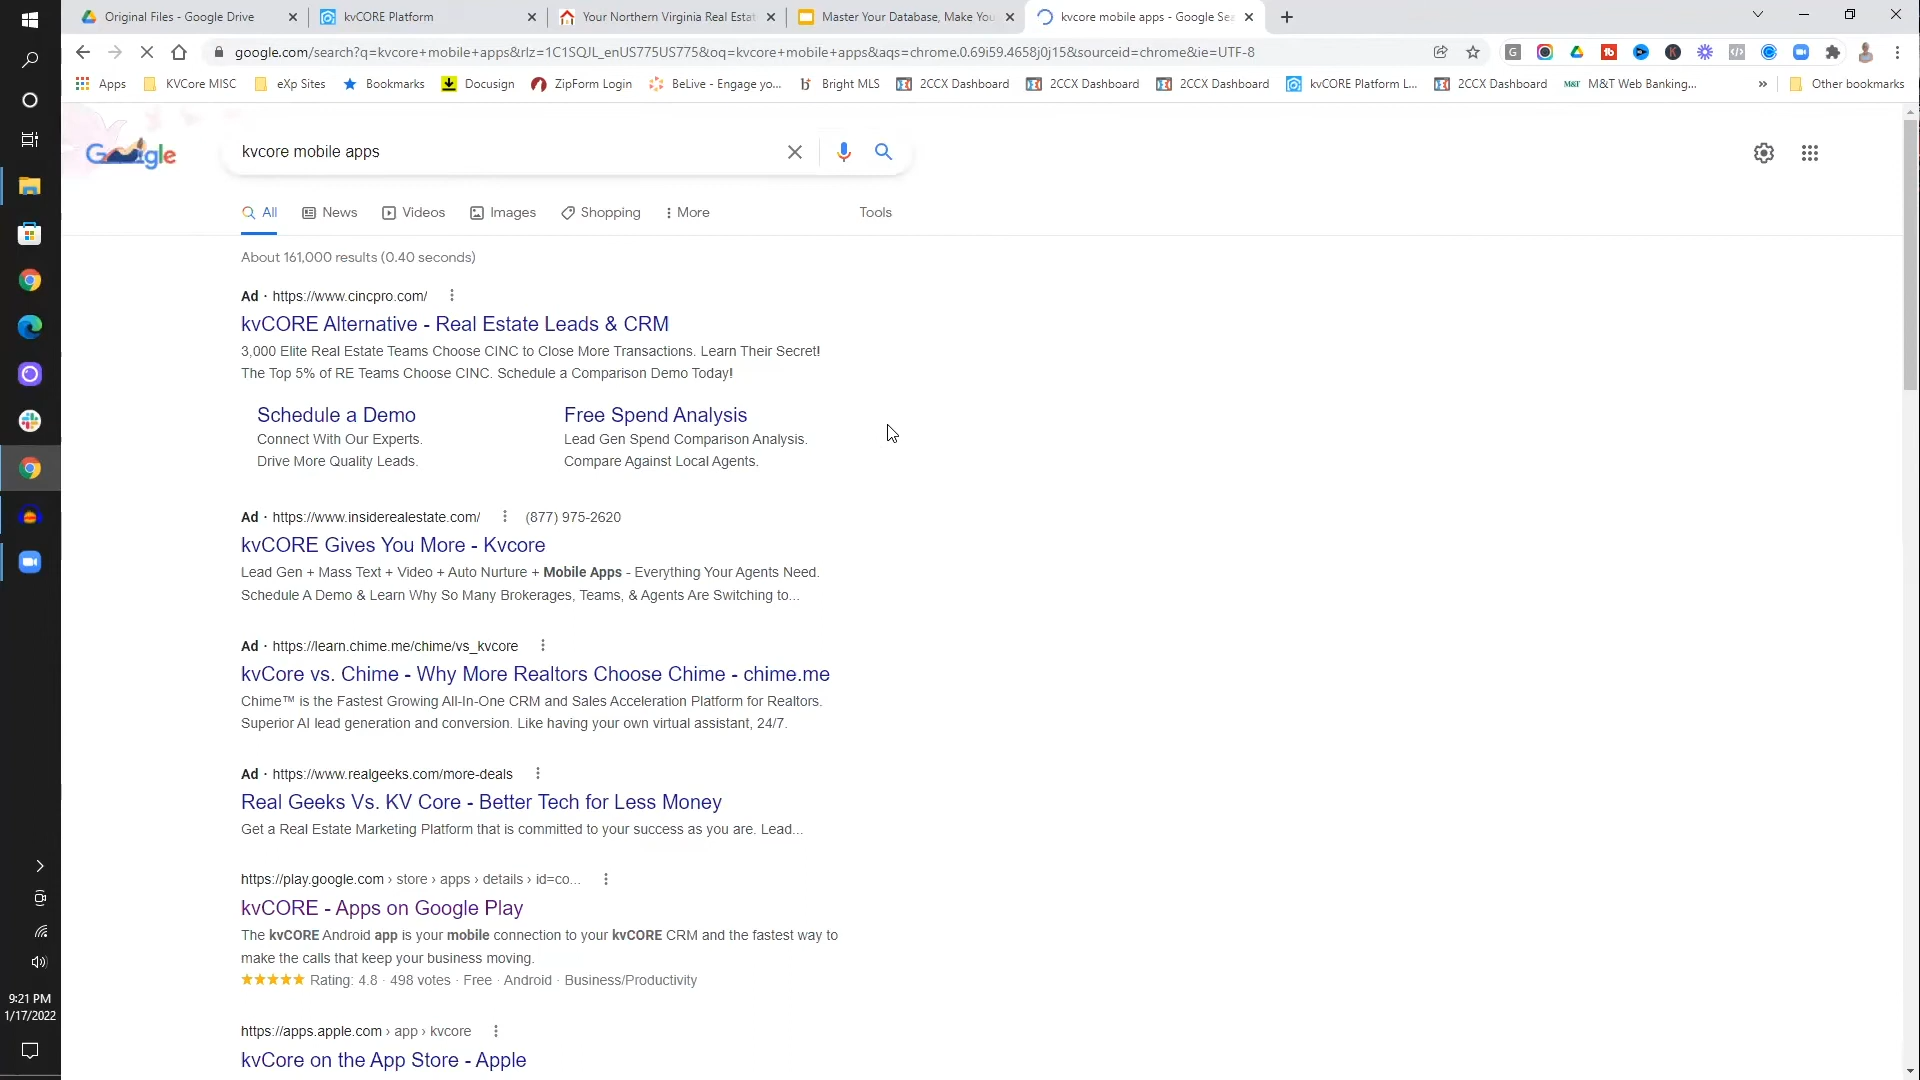 Original Files - Google Drive
kvCORE Platform
Your Northern Virginia Real Estat
Master Your Database, Make You
kvcore mobile apps - Google Sea
google.com/search?q=kvcore+mobile+apps&rlz=1C1SQJL_enUS775US775&oq=kvcore+mobile+apps&aqs=chrome.0.69i59.4658j0j15&sourceid=chrome&ie=UTF-8
Apps
KVCore MISC
eXp Sites
Bookmarks
Docusign
ZipForm Login
BeLive - Engage yo...
Bright MLS
2CCX Dashboard
2CCX Dashboard
2CCX Dashboard
kvCORE Platform L...
2CCX Dashboard
M&T Web Banking...
»
Other bookmarks
Google
kvcore mobile apps
All
News
Videos
Images
Shopping
More
Tools
About 161,000 results (0.40 seconds)
Ad · https://www.cincpro.com/
kvCORE Alternative - Real Estate Leads & CRM
3,000 Elite Real Estate Teams Choose CINC to Close More Transactions. Learn Their Secret!
The Top 5% of RE Teams Choose CINC. Schedule a Comparison Demo Today!
Schedule a Demo
Connect With Our Experts.
Drive More Quality Leads.
Free Spend Analysis
Lead Gen Spend Comparison Analysis.
Compare Against Local Agents.
Ad · https://www.insiderealestate.com/ (877) 975-2620
kvCORE Gives You More - Kvcore
Lead Gen + Mass Text + Video + Auto Nurture + Mobile Apps - Everything Your Agents Need.
Schedule A Demo & Learn Why So Many Brokerages, Teams, & Agents Are Switching to...
Ad · https://learn.chime.me/chime/vs_kvcore
kvCore vs. Chime - Why More Realtors Choose Chime - chime.me
Chime™ is the Fastest Growing All-In-One CRM and Sales Acceleration Platform for Realtors.
Superior AI lead generation and conversion. Like having your own virtual assistant, 24/7.
Ad · https://www.realgeeks.com/more-deals
Real Geeks Vs. KV Core - Better Tech for Less Money
Get a Real Estate Marketing Platform that is committed to your success as you are. Lead...
https://play.google.com › store › apps › details › id=co...
kvCORE - Apps on Google Play
The kvCORE Android app is your mobile connection to your kvCORE CRM and the fastest way to
make the calls that keep your business moving.
Rating: 4.8 · 498 votes · Free · Android · Business/Productivity
https://apps.apple.com › app › kvcore
kvCore on the App Store - Apple
9:21 PM
1/17/2022